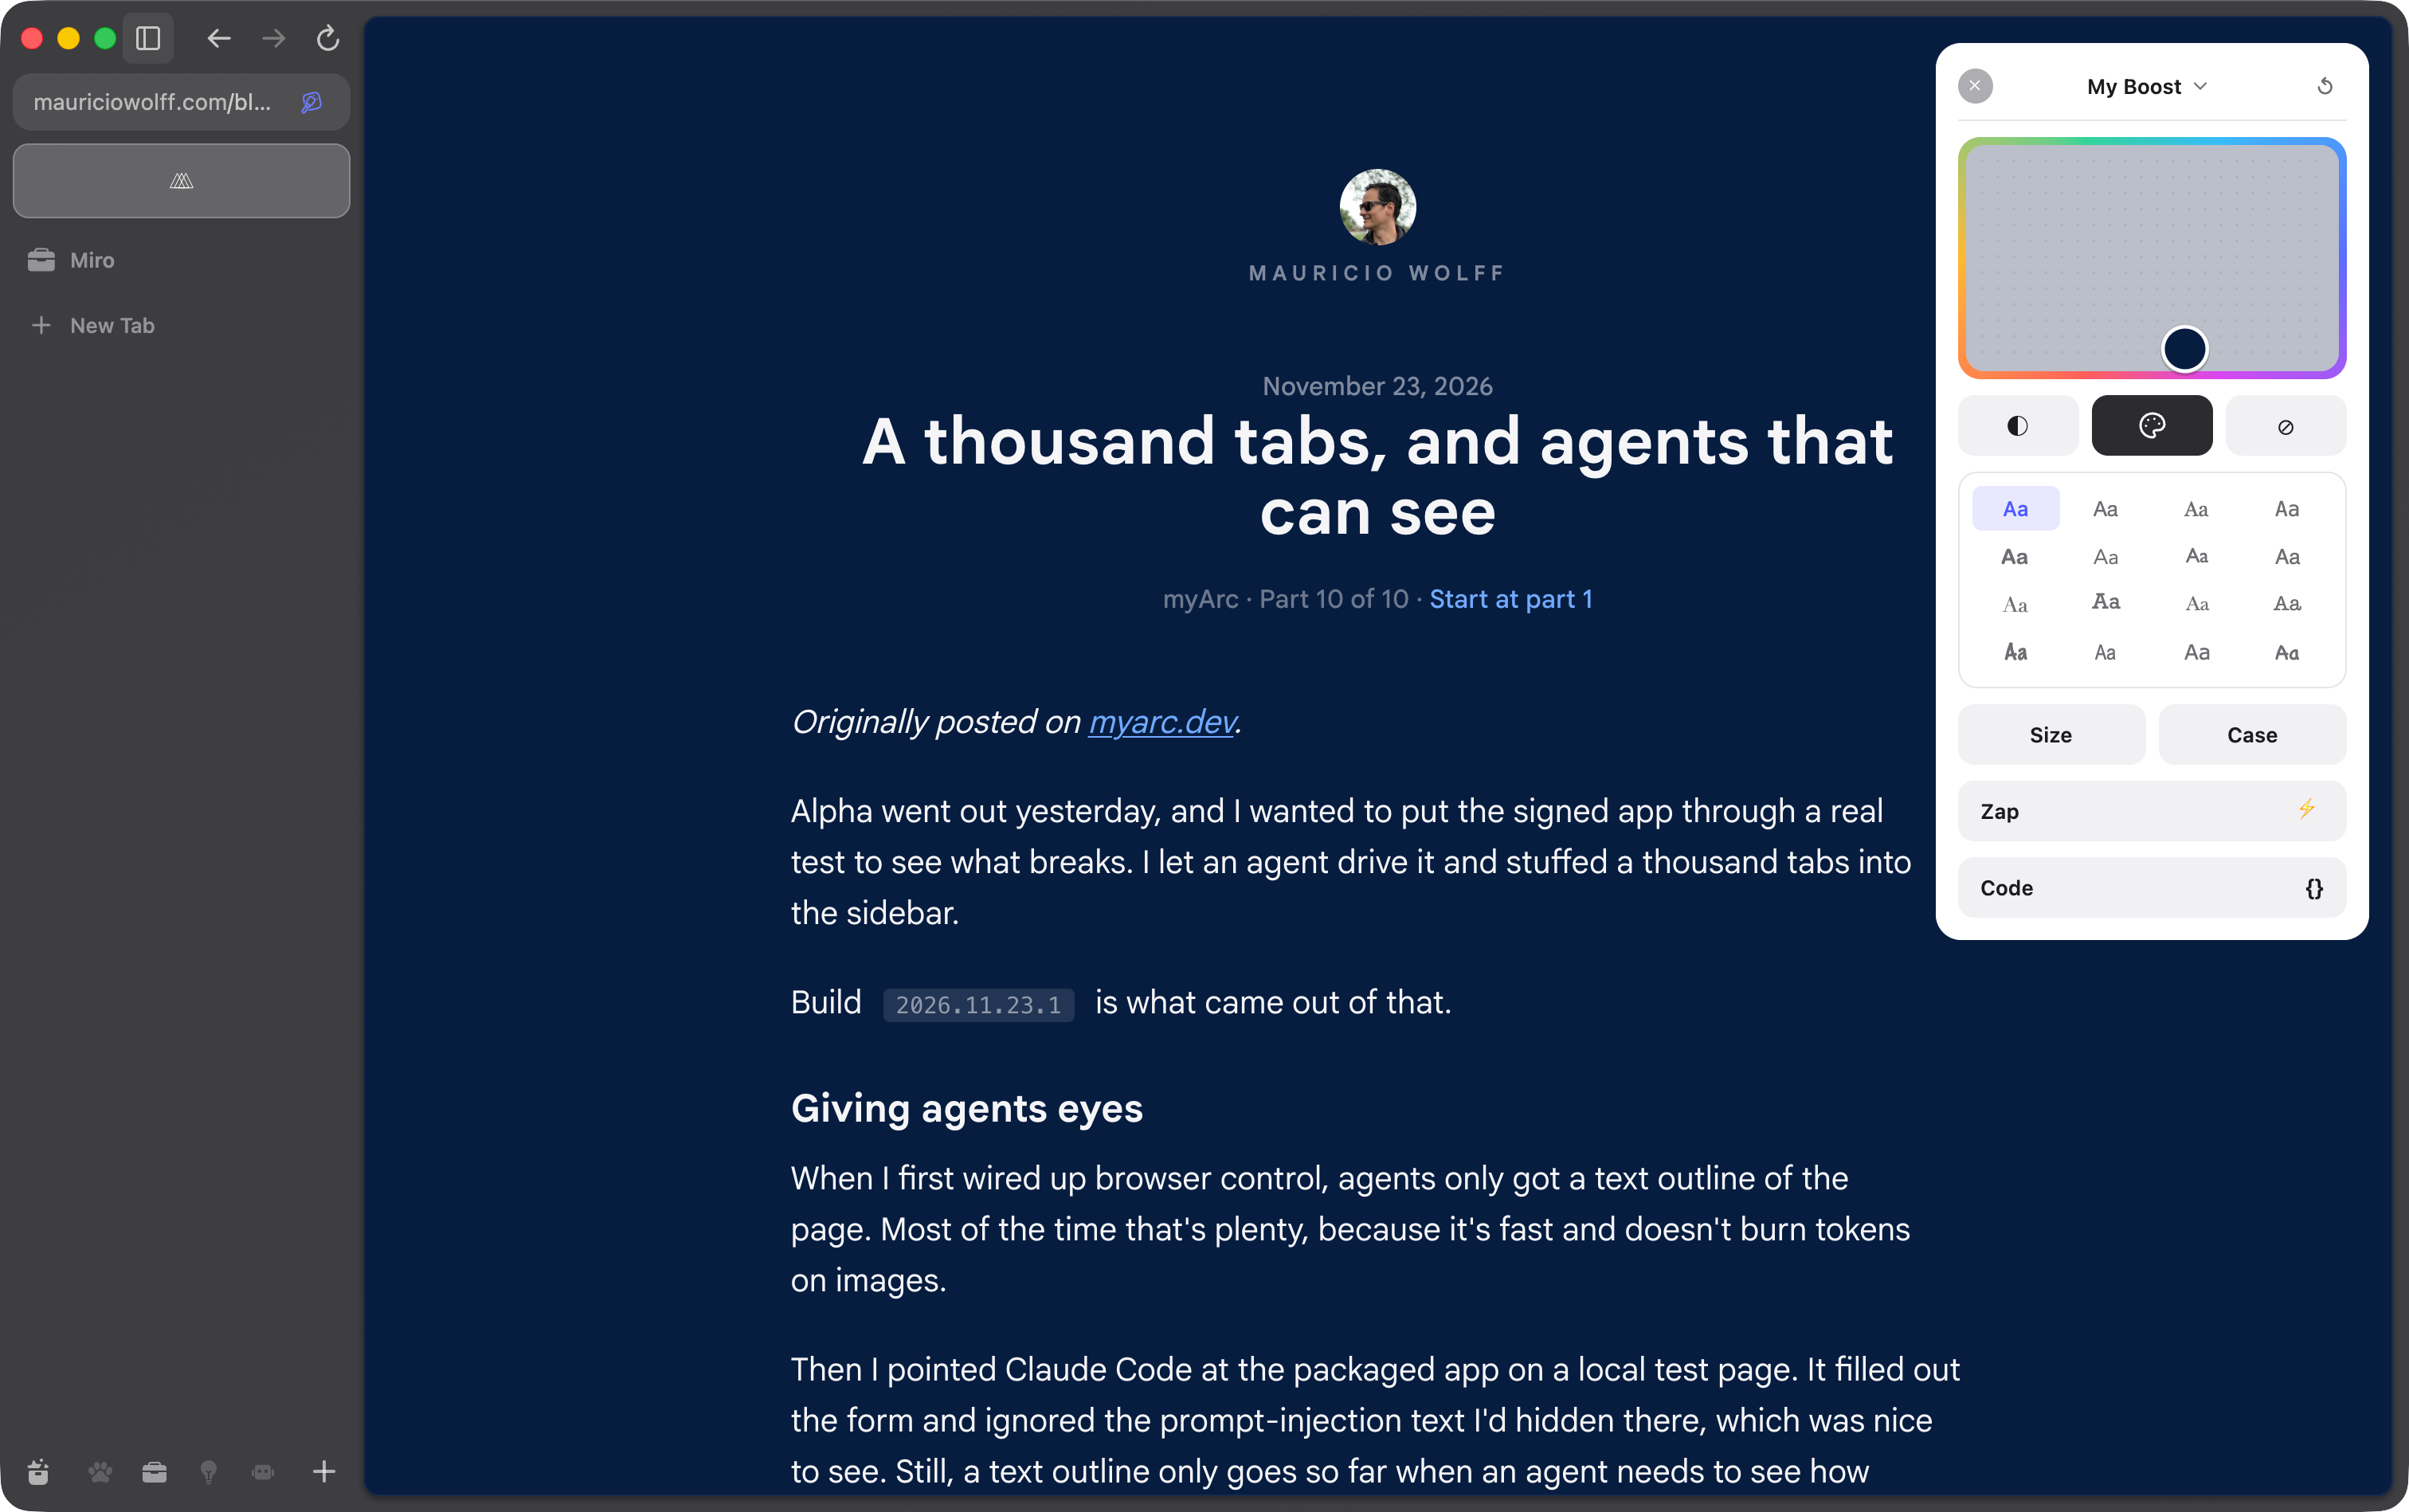 mauriciowolff.com/bl...
Miro
New Tab
MAURICIO WOLFF
November 23, 2026
A thousand tabs, and agents that
can see
myArc · Part 10 of 10 · Start at part 1
Originally posted on myarc.dev.
Alpha went out yesterday, and I wanted to put the signed app through a real
test to see what breaks. I let an agent drive it and stuffed a thousand tabs into
the sidebar.
Build 2026.11.23.1 is what came out of that.
Giving agents eyes
When I first wired up browser control, agents only got a text outline of the
page. Most of the time that's plenty, because it's fast and doesn't burn tokens
on images.
Then I pointed Claude Code at the packaged app on a local test page. It filled out
the form and ignored the prompt-injection text I'd hidden there, which was nice
to see. Still, a text outline only goes so far when an agent needs to see how
My Boost
Aa Aa Aa Aa
Aa Aa Aa Aa
Aa Aa Aa Aa
Aa Aa Aa Aa
Size Case
Zap
Code {}